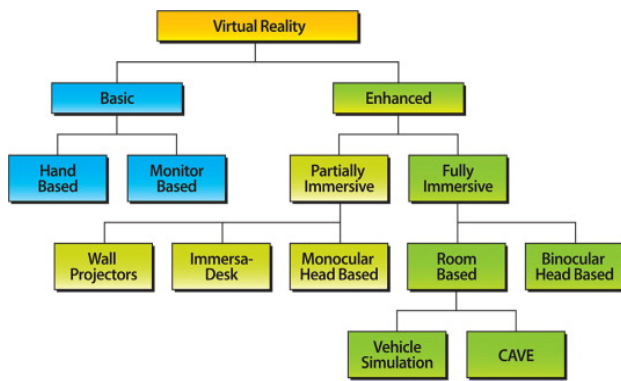 Virtual Reality
Basic
Enhanced
Hand
Based
Monitor
Based
Partially
Immersive
Fully
Immersive
Wall
Projectors
Immersa-
Desk
Monocular
Head Based
Room
Based
Binocular
Head Based
Vehicle
Simulation
CAVE